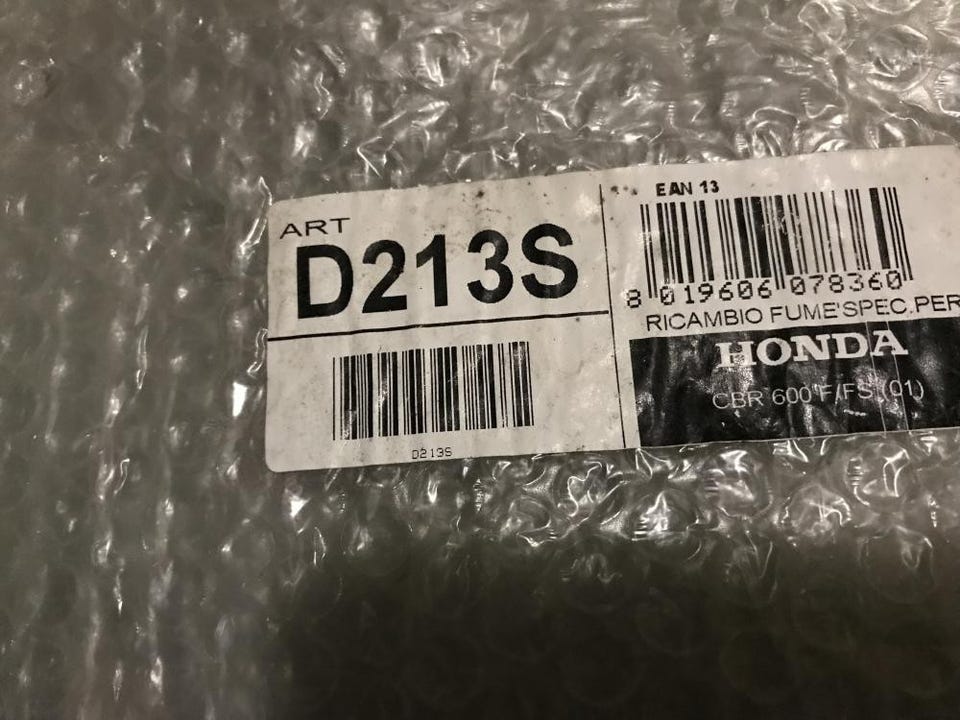 ART
D213S
D213S
EAN 13
8 019606 078360
RICAMBIO FUME'SPEC.PER
HONDA
CBR 600 F/FS (01)